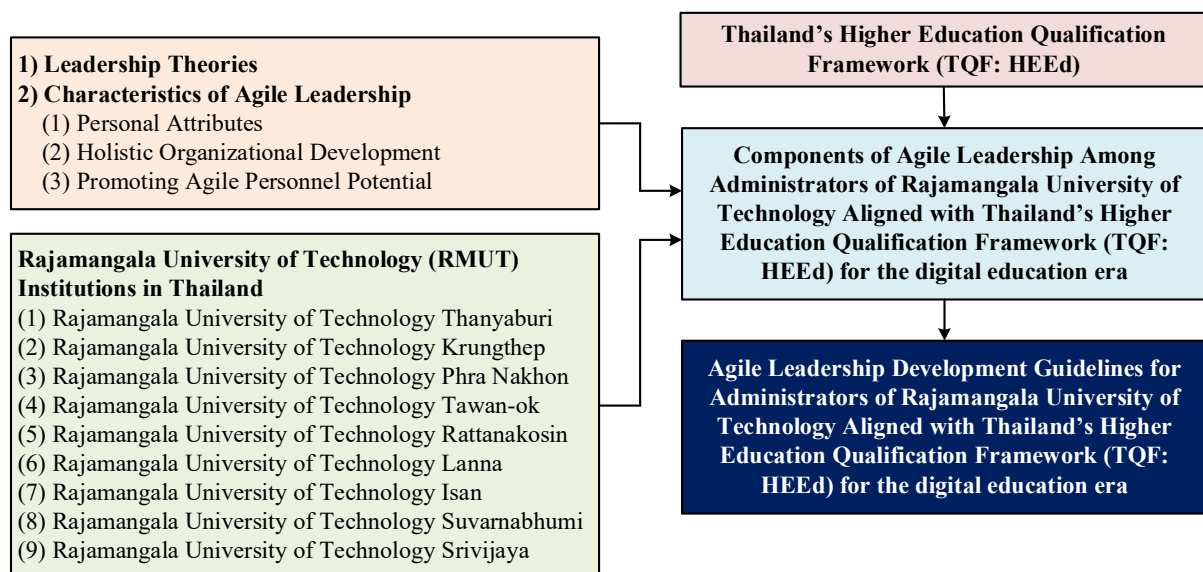 1) Leadership Theories
2) Characteristics of Agile Leadership
(1) Personal Attributes
(2) Holistic Organizational Development
(3) Promoting Agile Personnel Potential
Rajamangala University of Technology (RMUT)
Institutions in Thailand
(1) Rajamangala University of Technology Thanyaburi
(2) Rajamangala University of Technology Krungthep
(3) Rajamangala University of Technology Phra Nakhon
(4) Rajamangala University of Technology Tawan-ok
(5) Rajamangala University of Technology Rattanakosin
(6) Rajamangala University of Technology Lanna
(7) Rajamangala University of Technology Isan
(8) Rajamangala University of Technology Suvarnabhumi
(9) Rajamangala University of Technology Srivijaya
Thailand's Higher Education Qualification
Framework (TQF: HEEd)
Components of Agile Leadership Among
Administrators of Rajamangala University of
Technology Aligned with Thailand's Higher
Education Qualification Framework (TQF:
HEEd) for the digital education era
Agile Leadership Development Guidelines for
Administrators of Rajamangala University of
Technology Aligned with Thailand's Higher
Education Qualification Framework (TQF:
HEEd) for the digital education era